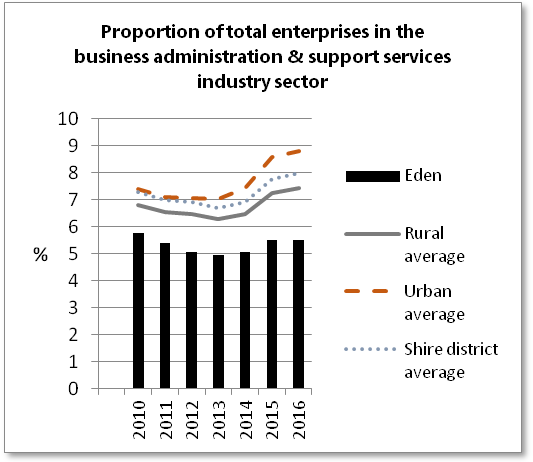 Proportion of total enterprises in the
business administration & support services
industry sector
10
9
8
7
6
5
4
3
2
1
0
%
2010
2011
2012
2013
2014
2015
2016
Eden
Rural
average
Urban
average
Shire district
average